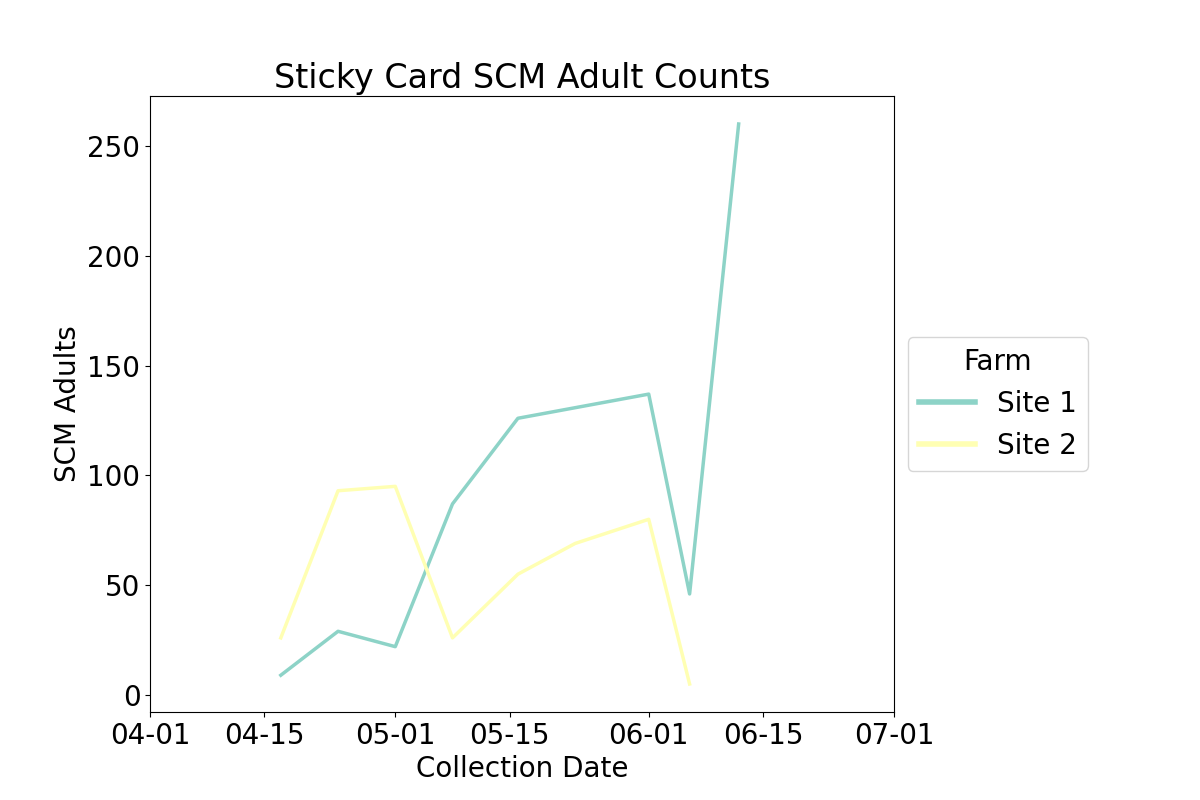 Sticky Card SCM Adult Counts
250
200
150
100
50
0
SCM Adults
04-01 04-15 05-01 05-15 06-01 06-15 07-01
Collection Date
Farm
Site 1
Site 2